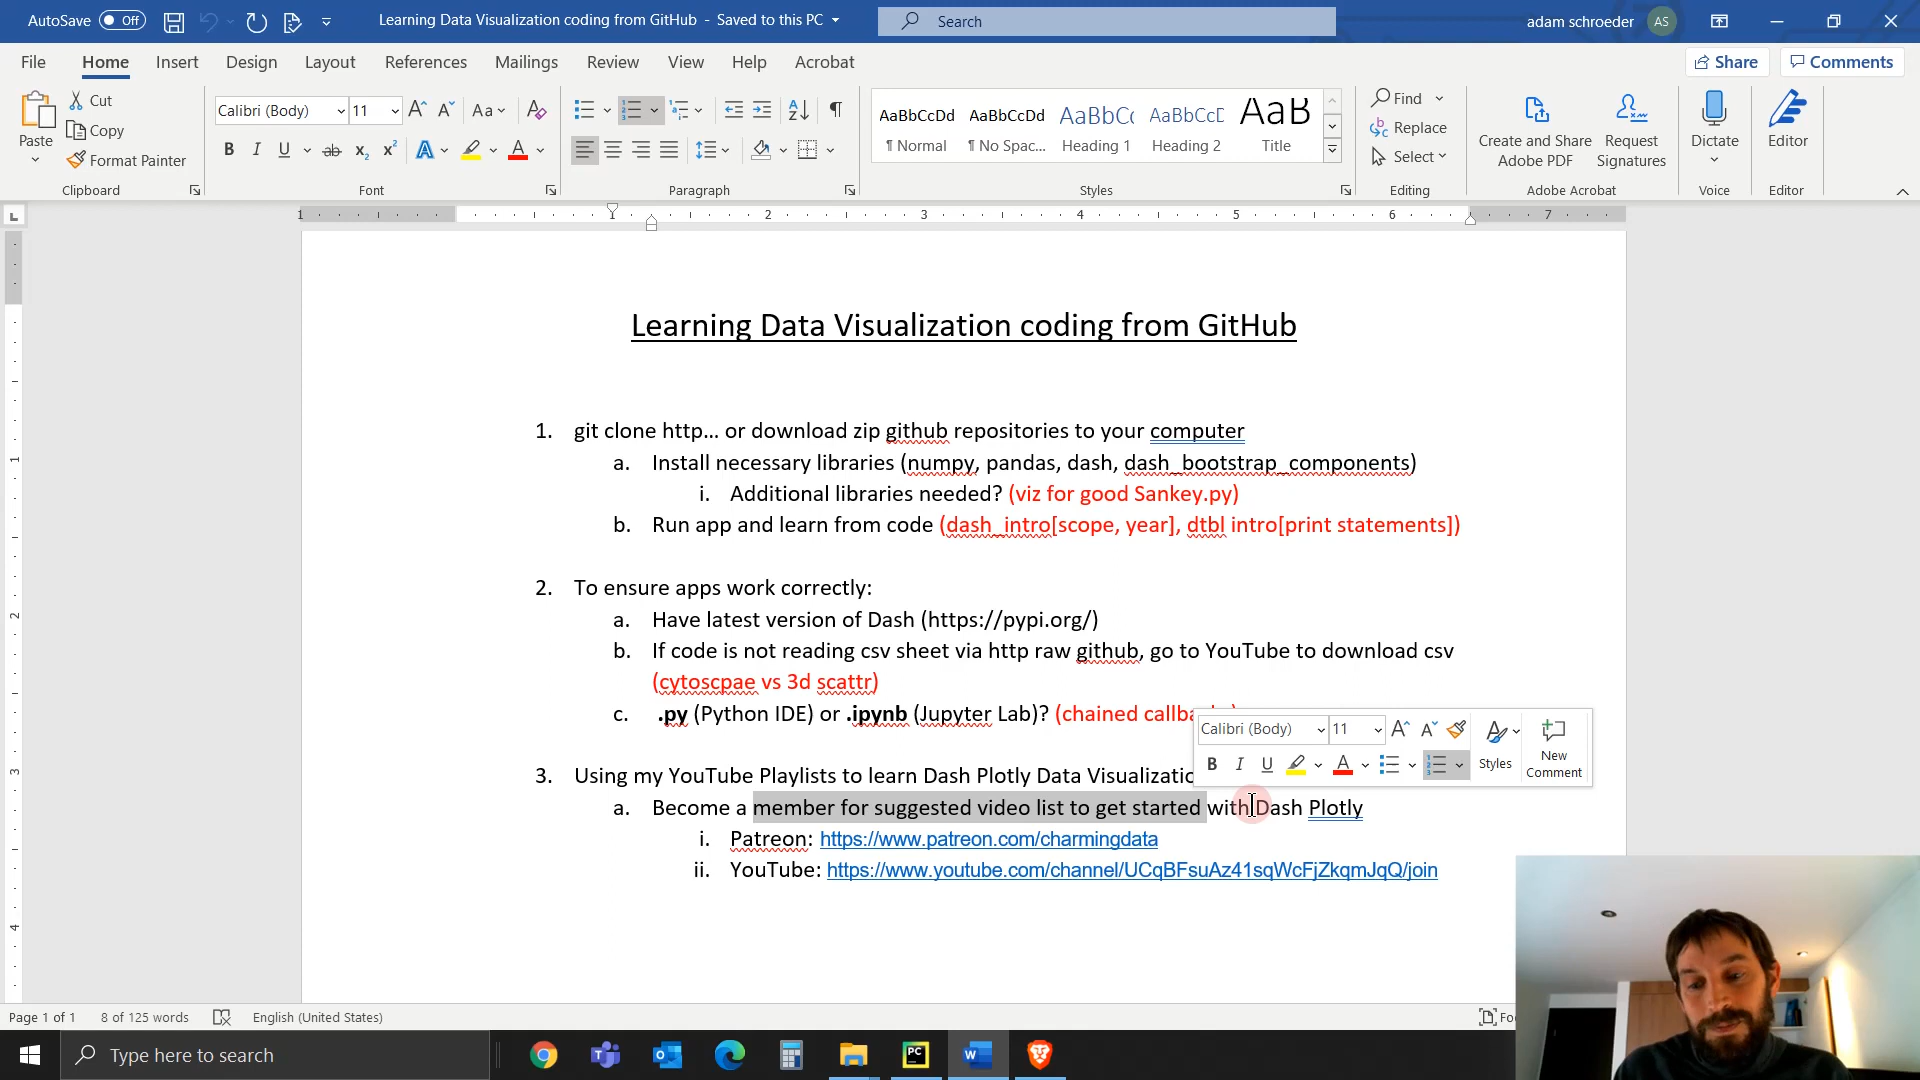 AutoSave Off Learning Data Visualization coding from GitHub - Saved to this PC Search adam schroeder AS
File Home Insert Design Layout References Mailings Review View Help Acrobat Share Comments
Paste Cut Copy Format Painter
Calibri (Body) 11
AaBbCcDd AaBbCcDd AaBbCc AaBbCcD AaB
¶ Normal ¶ No Spac... Heading 1 Heading 2 Title
Find Replace Select
Create and Share Adobe PDF Request Signatures Dictate Editor
Clipboard Font Paragraph Styles Editing Adobe Acrobat Voice Editor
1 1 2 3 4 5 6 7
Learning Data Visualization coding from GitHub
1. git clone http... or download zip github repositories to your computer
a. Install necessary libraries (numpy, pandas, dash, dash_bootstrap_components)
i. Additional libraries needed? (viz for good Sankey.py)
b. Run app and learn from code (dash_intro[scope, year], dtbl intro[print statements])
2. To ensure apps work correctly:
a. Have latest version of Dash (https://pypi.org/)
b. If code is not reading csv sheet via http raw github, go to YouTube to download csv
(cytoscpae vs 3d scattr)
c. .py (Python IDE) or .ipynb (Jupyter Lab)? (chained callba
Calibri (Body) 11
Styles New Comment
3. Using my YouTube Playlists to learn Dash Plotly Data Visualizatio
a. Become a member for suggested video list to get started with Dash Plotly
i. Patreon: https://www.patreon.com/charmingdata
ii. YouTube: https://www.youtube.com/channel/UCqBFsuAz41sqWcFjZkqmJqQ/join
Page 1 of 1 8 of 125 words English (United States) Fo
Type here to search